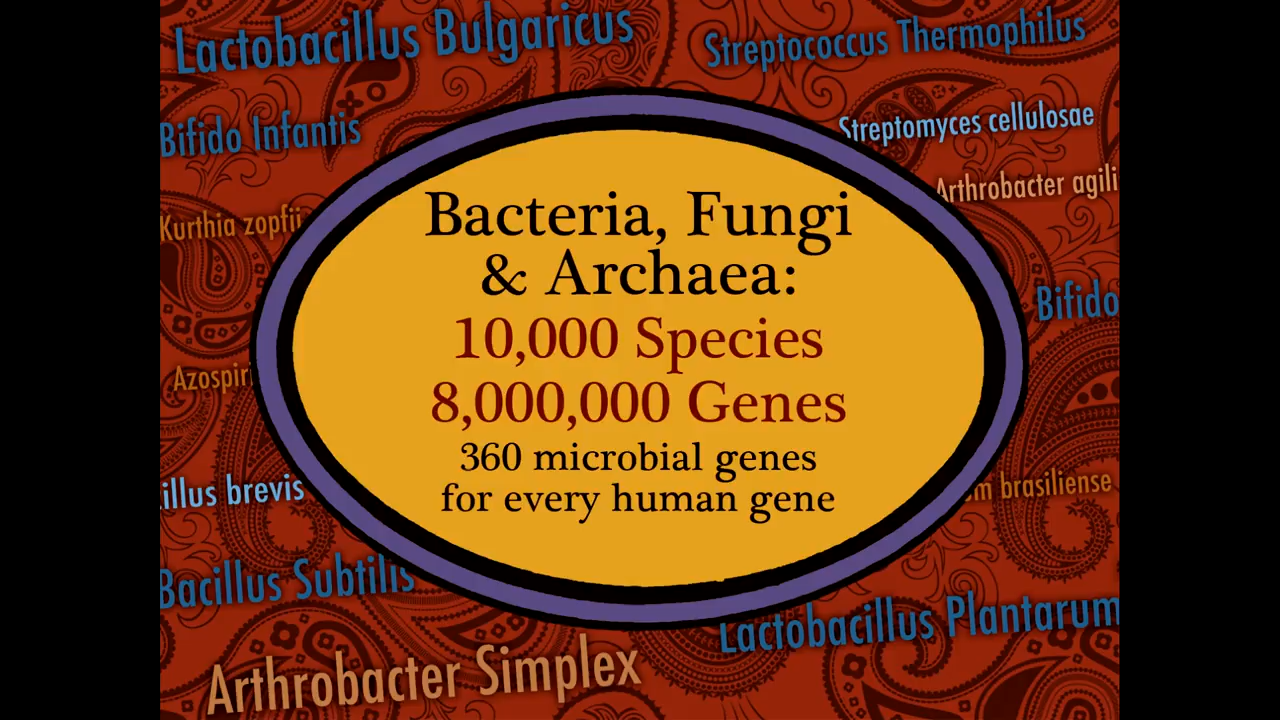 Lactobacillus Bulgaricus
Streptococcus Thermophilus
Bifido Infantis
Streptomyces cellulosae
Arthrobacter agili
Kurthia zopfii
Bacteria, Fungi
& Archaea:
10,000 Species
8,000,000 Genes
360 microbial genes
for every human gene
Bifido
Azospiri
illus brevis
m brasiliense
Bacillus Subtilis
Lactobacillus Plantarum
Arthrobacter Simplex